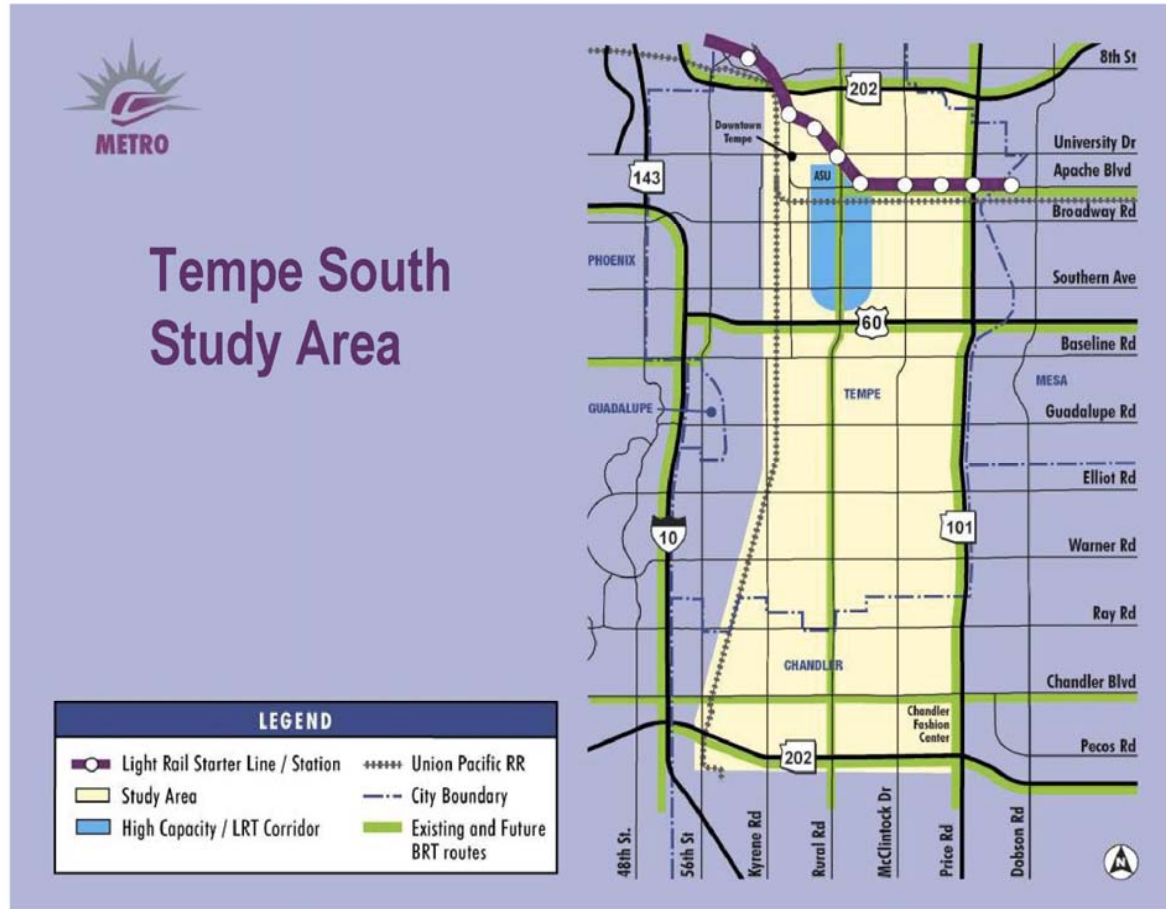 METRO
Tempe South
Study Area
8th St
202
Downtown
Tempe
University Dr
143
ASU
Apache Blvd
Broadway Rd
PHOENIX
Southern Ave
60
Baseline Rd
TEMPE
MESA
GUADALUPE
Guadalupe Rd
Elliot Rd
10
101
Warner Rd
Ray Rd
CHANDLER
Chandler Blvd
Chandler
Fashion
Center
202
Pecos Rd
48th St.
56th St
Kyrene Rd
Rural Rd
McClintock Dr
Price Rd
Dobson Rd
N
LEGEND
Light Rail Starter Line / Station
Study Area
High Capacity / LRT Corridor
Union Pacific RR
City Boundary
Existing and Future
BRT routes